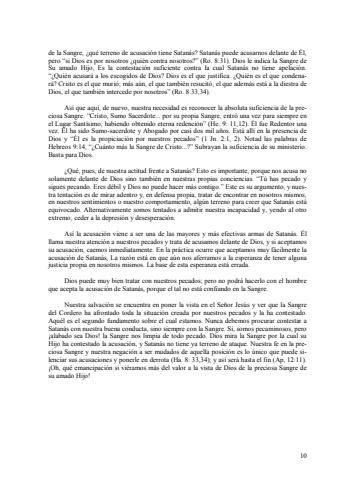 de la Sangre, ¿qué terreno de acusación tiene Satanás? Satanás puede acusarnos delante de Él,
pero “si Dios es por nosotros ¿quién contra nosotros?” (Ro. 8:31). Dios le indica la Sangre de
Su amado Hijo, Es la contestación suficiente contra la cual Satanás no tiene apelación.
“¿Quién acusará a los escogidos de Dios? Dios es el que justifica. ¿Quién es el que condena-
rá? Cristo es el que murió; más aún, el que también resucitó, el que además está a la diestra de
Dios, el que también intercede por nosotros” (Ro. 8:33,34).
Así que aquí, de nuevo, nuestra necesidad es reconocer la absoluta suficiencia de la pre-
ciosa Sangre. “Cristo, Sumo Sacerdote... por su propia Sangre, entró una vez para siempre en
el Lugar Santísimo, habiendo obtenido eterna redención” (He. 9: 11,12). Él fue Redentor una
vez. Él ha sido Sumo-sacerdote y Abogado por casi dos mil años. Está allí en la presencia de
Dios y “Él es la propiciación por nuestros pecados” (1 Jn. 2:1, 2). Notad las palabras de
Hebreos 9:14, “¿Cuánto más la Sangre de Cristo...?” Subrayan la suficiencia de su ministerio.
Basta para Dios.
¿Qué, pues, de nuestra actitud frente a Satanás? Esto es importante, porque nos acusa no
solamente delante de Dios sino también en nuestras propias conciencias. “Tú has pecado y
sigues pecando. Eres débil y Dios no puede hacer más contigo.” Este es su argumento, y nues-
tra tentación es de mirar adentro y, en defensa propia, tratar de encontrar en nosotros mismos,
en nuestros sentimientos o nuestro comportamiento, algún terreno para creer que Satanás está
equivocado. Alternativamente somos tentados a admitir nuestra incapacidad y, yendo al otro
extremo, ceder a la depresión y desesperación.
Así la acusación viene a ser una de las mayores y más efectivas armas de Satanás. Él
llama nuestra atención a nuestros pecados y trata de acusarnos delante de Dios, y si aceptamos
su acusación, caemos inmediatamente. En la práctica ocurre que aceptamos muy fácilmente la
acusación de Satanás, La razón está en que aún nos aferramos a la esperanza de tener alguna
justicia propia en nosotros mismos. La base de esta esperanza está errada.
Dios puede muy bien tratar con nuestros pecados; pero no podrá hacerlo con el hombre
que acepta la acusación de Satanás, porque el tal no está confiando en la Sangre.
Nuestra salvación se encuentra en poner la vista en el Señor Jesús y ver que la Sangre
del Cordero ha afrontado toda la situación creada por nuestros pecados y la ha contestado.
Aquél es el segundo fundamento sobre el cual estamos. Nunca debemos procurar contestar a
Satanás con nuestra buena conducta, sino siempre con la Sangre. Sí, somos pecaminosos, pero
¡alabado sea Dios! la Sangre nos limpia de todo pecado. Dios mira la Sangre por la cual su
Hijo ha contestado la acusación, y Satanás no tiene ya terreno de ataque. Nuestra fe en la pre-
ciosa Sangre y nuestra negación a ser mudados de aquella posición es lo único que puede si-
lenciar sus acusaciones y ponerle en derrota (Ha. 8: 33,34); y así será hasta el fin (Ap, 12:11).
¡Oh, qué emancipación si viéramos más del valor a la vista de Dios de la preciosa Sangre de
su amado Hijo!
10